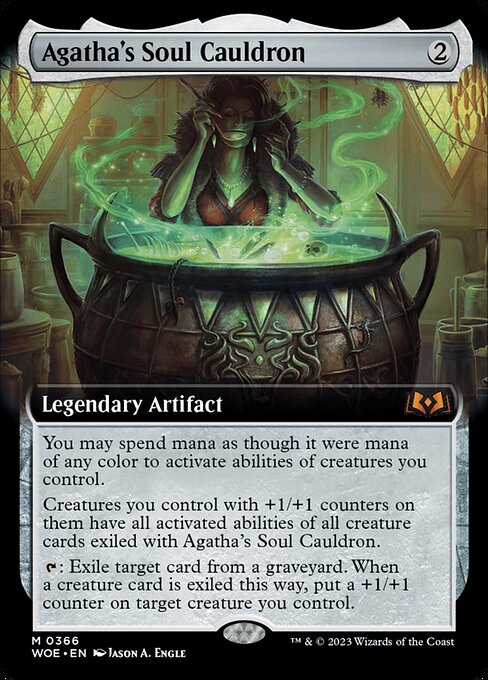 Agatha's Soul Cauldron 2
Legendary Artifact
You may spend mana as though it were mana
of any color to activate abilities of creatures you
control.
Creatures you control with +1/+1 counters on
them have all activated abilities of all creature
cards exiled with Agatha's Soul Cauldron.
: Exile target card from a graveyard. When
a creature card is exiled this way, put a +1/+1
counter on target creature you control.
M 0366
WOE • EN Jason A. Engle
™ & © 2023 Wizards of the Coast